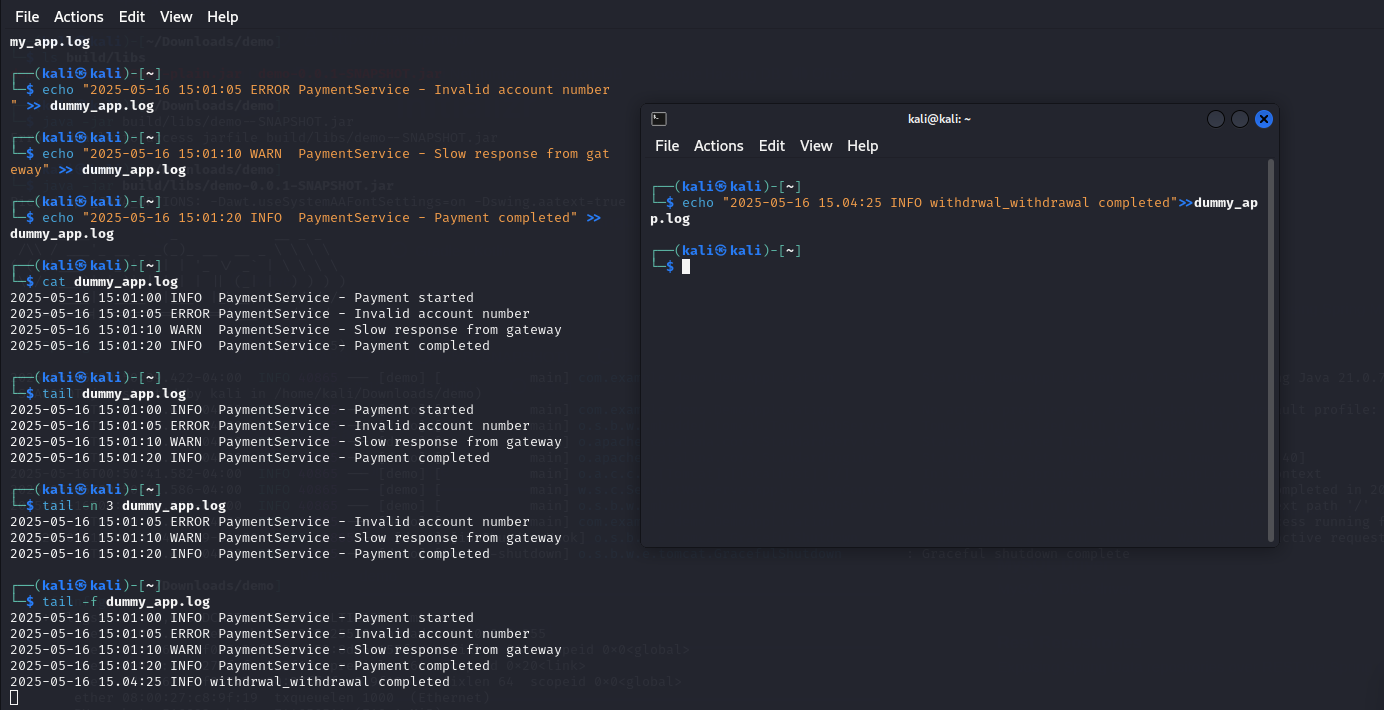 File Actions Edit View Help
my_app.log
┌──(kali㉿kali)-[~]
└─$ echo "2025-05-16 15:01:05 ERROR PaymentService - Invalid account number
" >> dummy_app.log
┌──(kali㉿kali)-[~]
└─$ echo "2025-05-16 15:01:10 WARN  PaymentService - Slow response from gat
eway" >> dummy_app.log
┌──(kali㉿kali)-[~]
└─$ echo "2025-05-16 15:01:20 INFO  PaymentService - Payment completed" >>
dummy_app.log
┌──(kali㉿kali)-[~]
└─$ cat dummy_app.log
2025-05-16 15:01:00 INFO  PaymentService - Payment started
2025-05-16 15:01:05 ERROR PaymentService - Invalid account number
2025-05-16 15:01:10 WARN  PaymentService - Slow response from gateway
2025-05-16 15:01:20 INFO  PaymentService - Payment completed
┌──(kali㉿kali)-[~]
└─$ tail dummy_app.log
2025-05-16 15:01:00 INFO  PaymentService - Payment started
2025-05-16 15:01:05 ERROR PaymentService - Invalid account number
2025-05-16 15:01:10 WARN  PaymentService - Slow response from gateway
2025-05-16 15:01:20 INFO  PaymentService - Payment completed
┌──(kali㉿kali)-[~]
└─$ tail -n 3 dummy_app.log
2025-05-16 15:01:05 ERROR PaymentService - Invalid account number
2025-05-16 15:01:10 WARN  PaymentService - Slow response from gateway
2025-05-16 15:01:20 INFO  PaymentService - Payment completed
┌──(kali㉿kali)-[~]
└─$ tail -f dummy_app.log
2025-05-16 15:01:00 INFO  PaymentService - Payment started
2025-05-16 15:01:05 ERROR PaymentService - Invalid account number
2025-05-16 15:01:10 WARN  PaymentService - Slow response from gateway
2025-05-16 15:01:20 INFO  PaymentService - Payment completed
2025-05-16 15.04:25 INFO withdrwal_withdrawal completed
kali@kali: ~
File Actions Edit View Help
┌──(kali㉿kali)-[~]
└─$ echo "2025-05-16 15.04:25 INFO withdrwal_withdrawal completed">>dummy_ap
p.log
┌──(kali㉿kali)-[~]
└─$
: Graceful shutdown complete